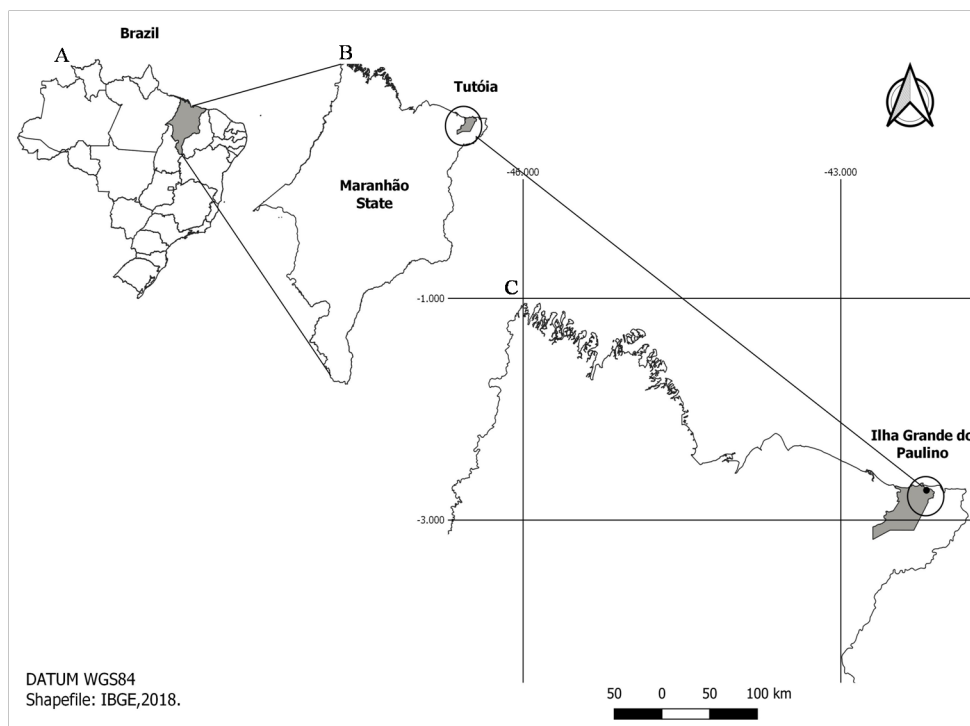 Brazil
A
B
Tutóia
Maranhão
State
-46.000
-43.000
C
-1.000
Ilha Grande do
Paulino
-3.000
DATUM WGS84
Shapefile: IBGE,2018.
50 0 50 100 km